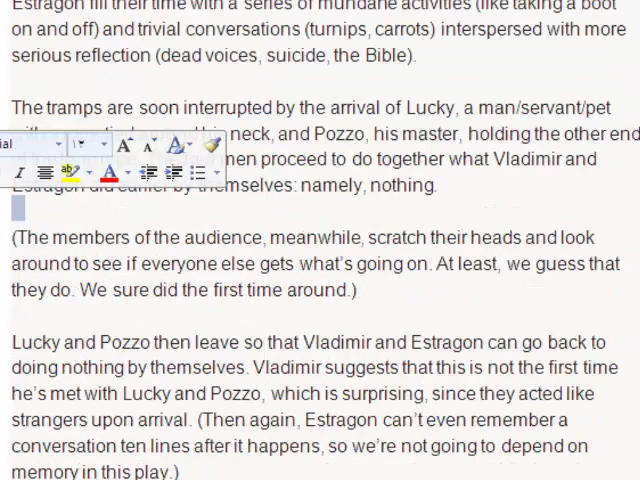 Estragon fill their time with a series of mundane activities (like taking a boot
on and off) and trivial conversations (turnips, carrots) interspersed with more
serious reflection (dead voices, suicide, the Bible).
The tramps are soon interrupted by the arrival of Lucky, a man/servant/pet
neck, and Pozzo, his master, holding the other end
ial ١٢ A A A
men proceed to do together what Vladimir and
I ab A
Estragon did earlier by themselves: namely, nothing.
(The members of the audience, meanwhile, scratch their heads and look
around to see if everyone else gets what's going on. At least, we guess that
they do. We sure did the first time around.)
Lucky and Pozzo then leave so that Vladimir and Estragon can go back to
doing nothing by themselves. Vladimir suggests that this is not the first time
he's met with Lucky and Pozzo, which is surprising, since they acted like
strangers upon arrival. (Then again, Estragon can't even remember a
conversation ten lines after it happens, so we're not going to depend on
memory in this play.)